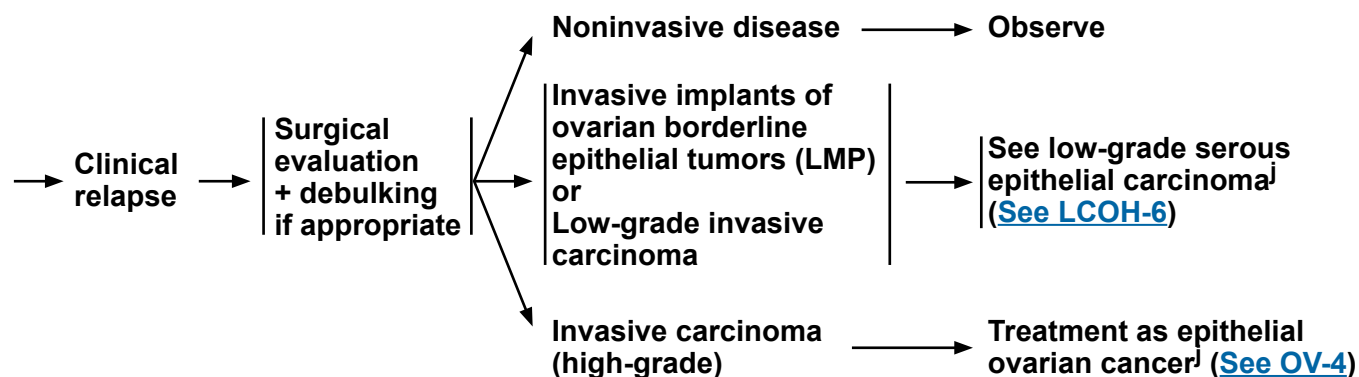 Noninvasive disease
Observe
Clinical
relapse
Surgical
evaluation
+ debulking
if appropriate
Invasive implants of
ovarian borderline
epithelial tumors (LMP)
or
Low-grade invasive
carcinoma
See low-grade serous
epithelial carcinomaʲ
(See LCOH-6)
Invasive carcinoma
(high-grade)
Treatment as epithelial
ovarian cancerʲ (See OV-4)